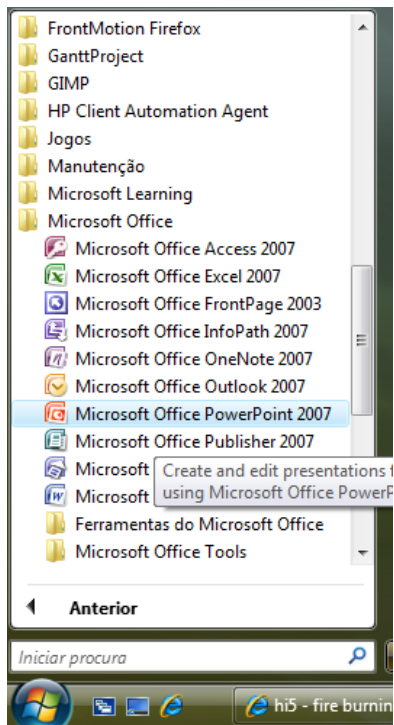 FrontMotion Firefox
GanttProject
GIMP
HP Client Automation Agent
Jogos
Manutenção
Microsoft Learning
Microsoft Office
Microsoft Office Access 2007
Microsoft Office Excel 2007
Microsoft Office FrontPage 2003
Microsoft Office InfoPath 2007
Microsoft Office OneNote 2007
Microsoft Office Outlook 2007
Microsoft Office PowerPoint 2007
Microsoft Office Publisher 2007
Microsoft
Create and edit presentations
Microsoft
using Microsoft Office PowerP
Ferramentas do Microsoft Office
Microsoft Office Tools
Anterior
Iniciar procura
hi5 - fire burnin